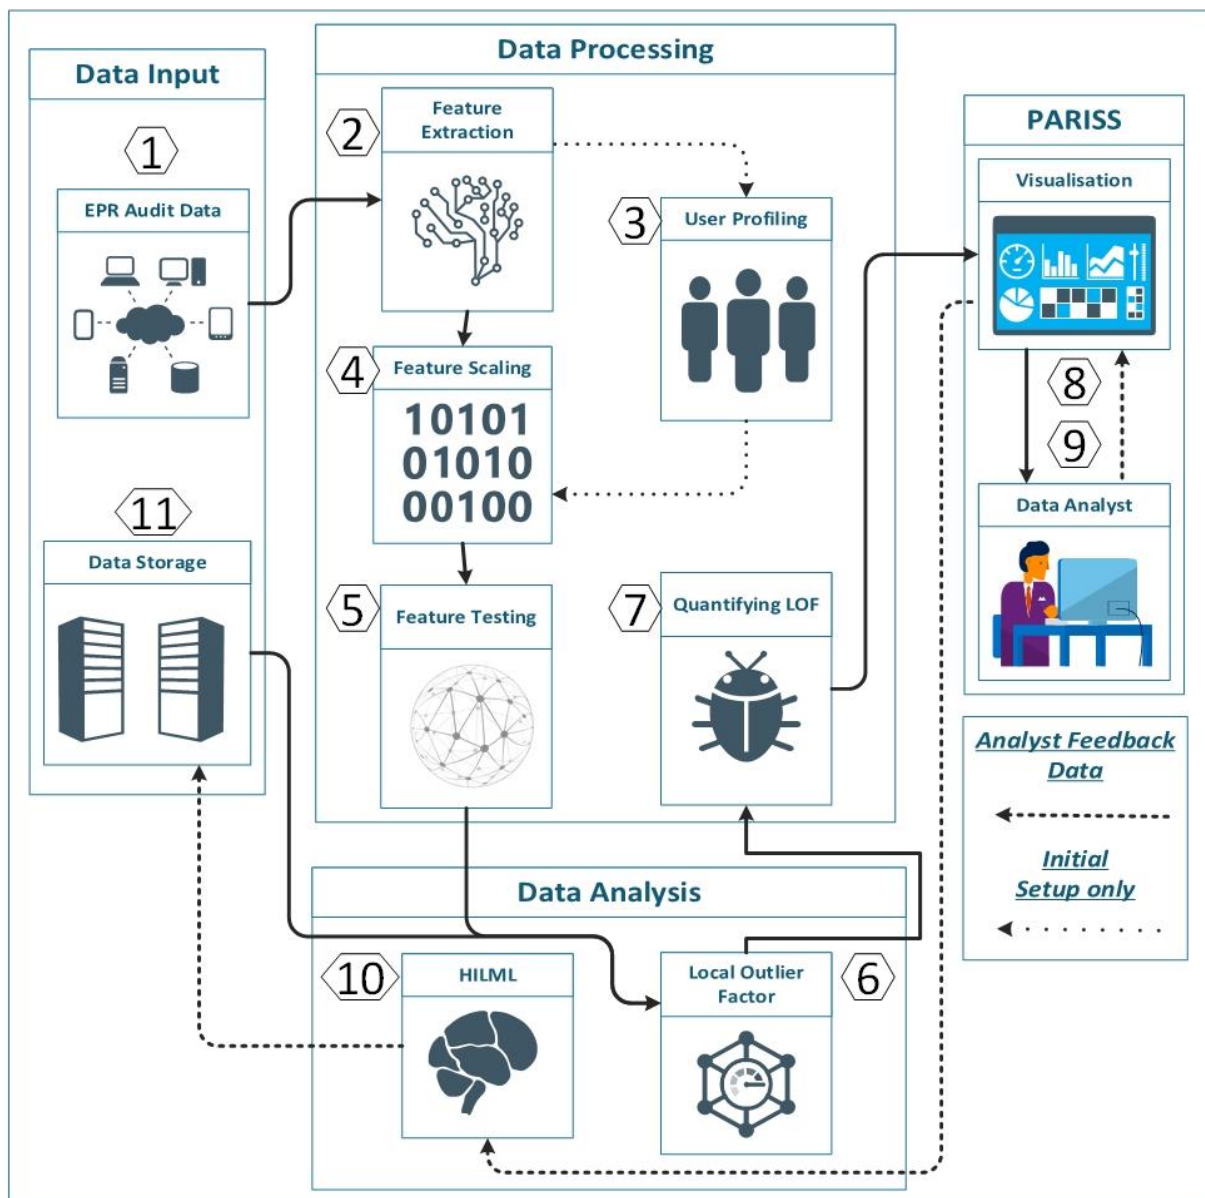 Data Input
1
EPR Audit Data
11
Data Storage
Data Processing
2
Feature
Extraction
3
User Profiling
4
Feature Scaling
10101
01010
00100
5
Feature Testing
7
Quantifying LOF
Data Analysis
10
HILML
Local Outlier
Factor
6
PARISS
Visualisation
8
9
Data Analyst
Analyst Feedback
Data
Initial
Setup only